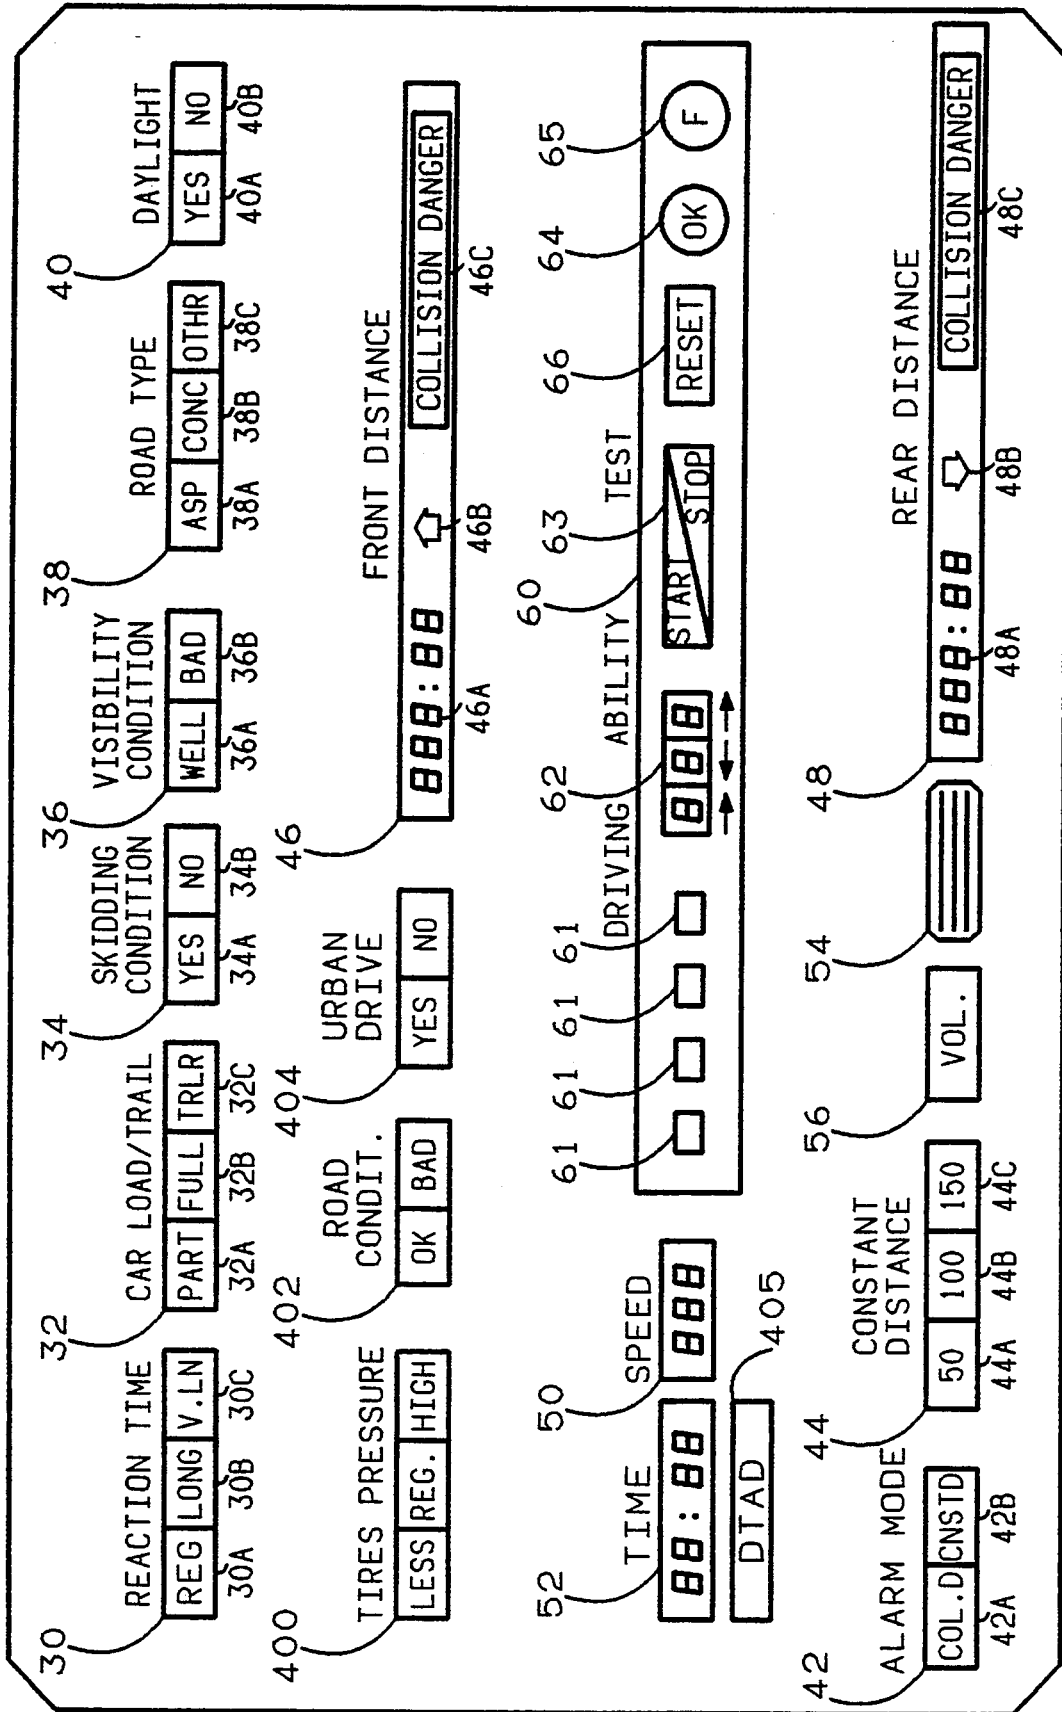 30
REACTION TIME
REG LONG V.LN
30A 30B 30C
32
CAR LOAD/TRAIL
PART FULL TRLR
32A 32B 32C
34
SKIDDING
CONDITION
YES NO
34A 34B
36
VISIBILITY
CONDITION
WELL BAD
36A 36B
38
ROAD TYPE
ASP CONC OTHR
38A 38B 38C
40
DAYLIGHT
YES NO
40A 40B
400
TIRES PRESSURE
LESS REG. HIGH
402
ROAD
CONDIT.
OK BAD
404
URBAN
DRIVE
YES NO
46
FRONT DISTANCE
888:88 COLLISION DANGER
46A 46B 46C
52
TIME
88:88
DTAD
405
50
SPEED
888
60
DRIVING ABILITY TEST
61 61 61 61
62
8 8 8
63
START STOP
66
RESET
64
OK
65
F
42
ALARM MODE
COL.D CNSTD
42A 42B
44
CONSTANT
DISTANCE
50 100 150
44A 44B 44C
56
VOL.
54
48
REAR DISTANCE
888:88 COLLISION DANGER
48A 48B 48C